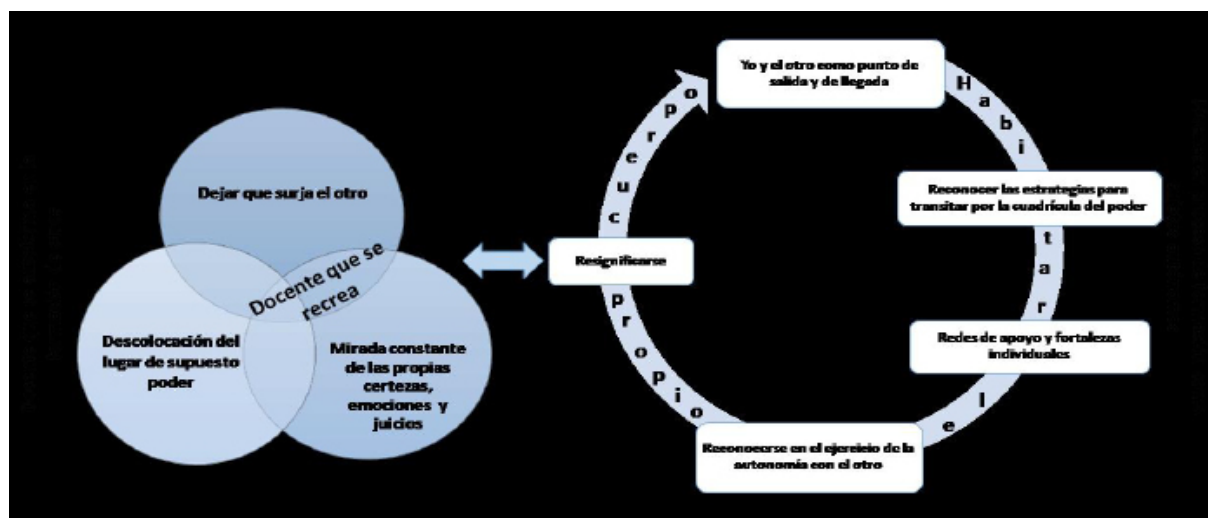 Dejar que surja el otro
Docente que se
recrea
Descolocación del
lugar de supuesto
poder
Mirada constante
de las propias
certezas,
emociones y
juicios
Yo y el otro como punto de
salida y de llegada
Reconocer las estrategias para
transitar por la cuadrícula del poder
Redes de apoyo y fortalezas
individuales
Reconocerse en el ejercicio de la
autonomía con el otro
Resignificarse
Habitar el propio cuerpo